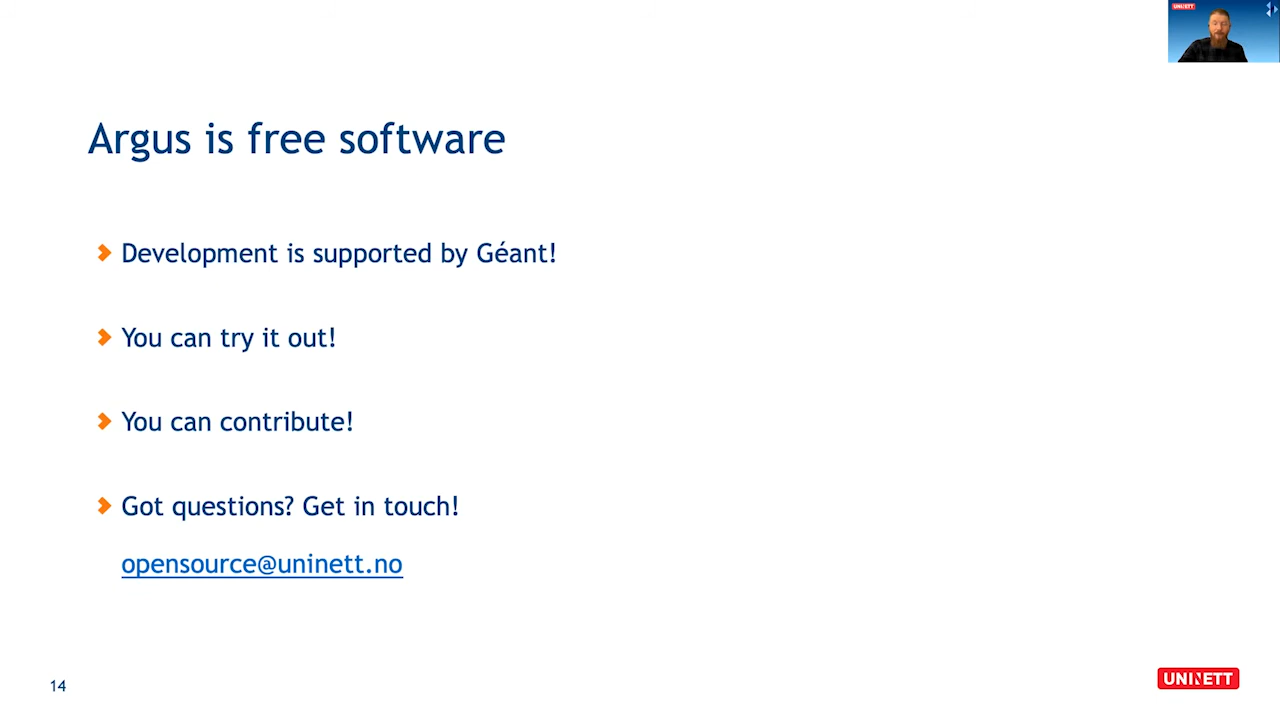 UNINETT
Argus is free software
Development is supported by Géant!
You can try it out!
You can contribute!
Got questions? Get in touch!
opensource@uninett.no
14
UNINETT